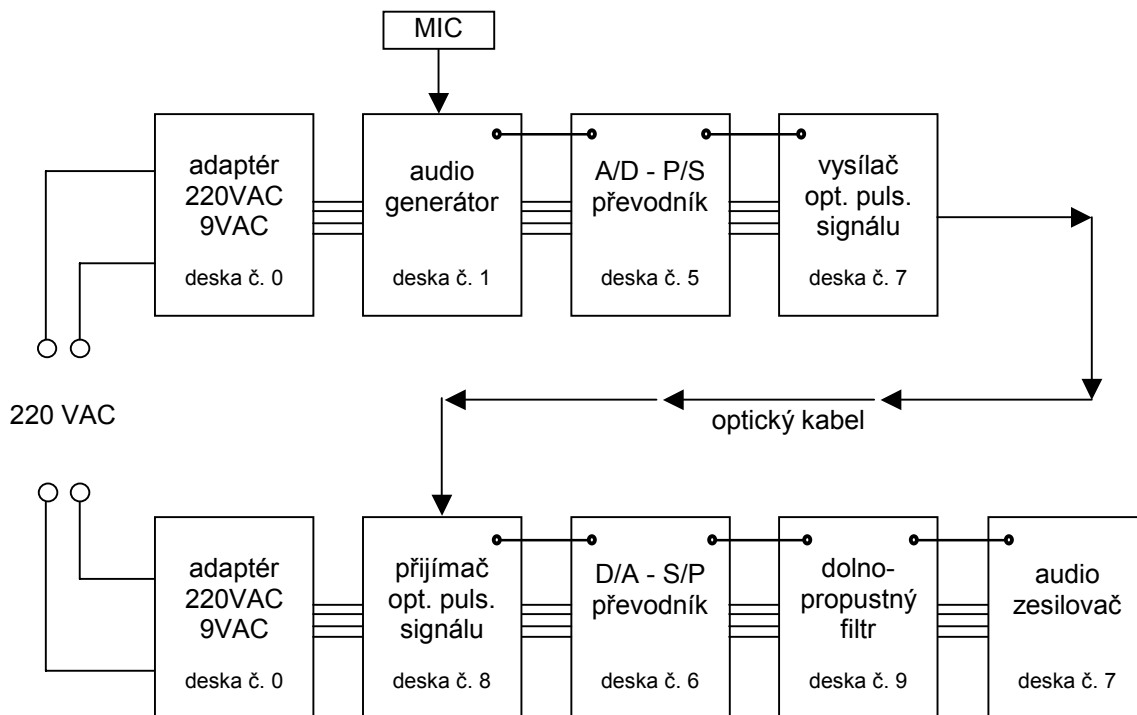 MIC
adaptér
220VAC
9VAC
deska č. 0
audio
generátor
deska č. 1
A/D - P/S
převodník
deska č. 5
vysílač
opt. puls.
signálu
deska č. 7
220 VAC
optický kabel
adaptér
220VAC
9VAC
deska č. 0
přijímač
opt. puls.
signálu
deska č. 8
D/A - S/P
převodník
deska č. 6
dolno-
propustný
filtr
deska č. 9
audio
zesilovač
deska č. 7